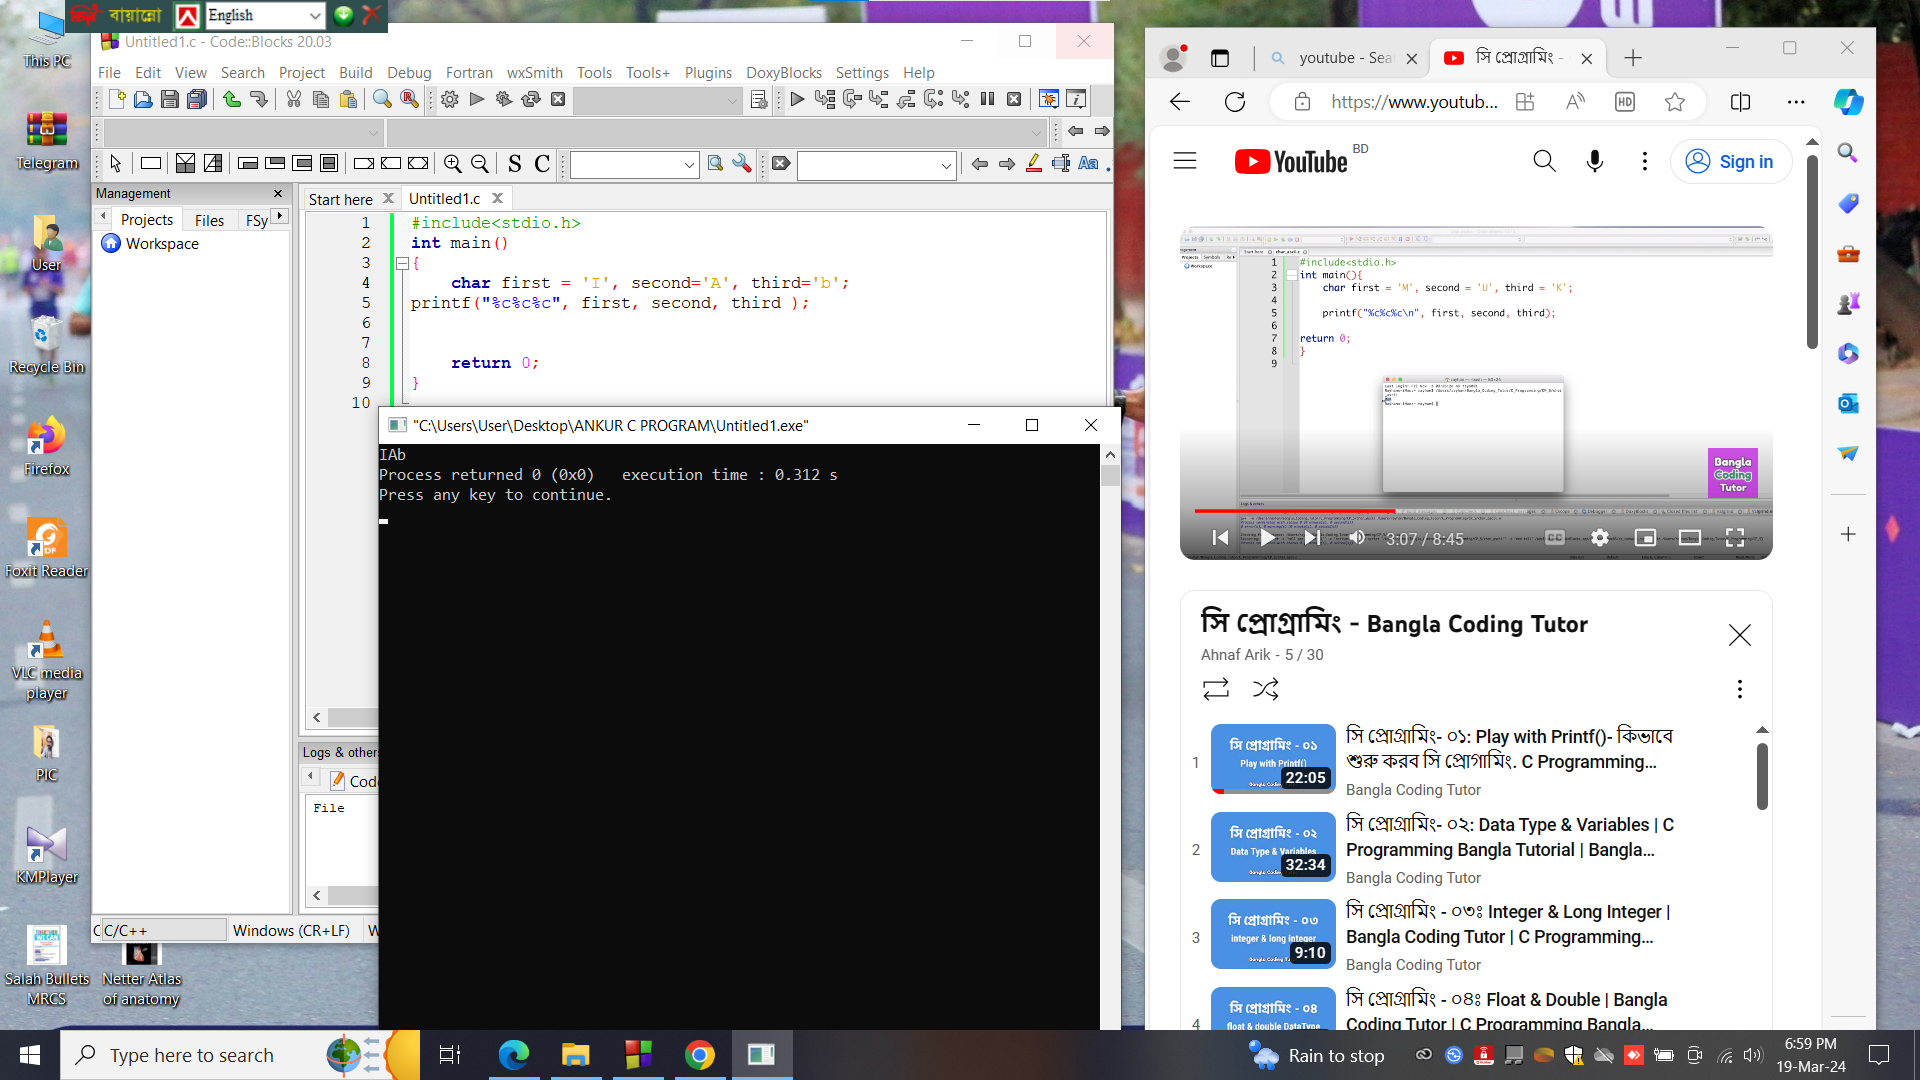 বায়ান্নো
English
Untitled1.c - Code::Blocks 20.03
File Edit View Search Project Build Debug Fortran wxSmith Tools Tools+ Plugins DoxyBlocks Settings Help
S C
Management
Projects Files FSy
Workspace
Start here Untitled1.c
1 #include<stdio.h>
2 int main()
3 {
4 char first = 'I', second='A', third='b';
5 printf("%c%c%c", first, second, third );
6
7
8 return 0;
9 }
10
"C:\Users\User\Desktop\ANKUR C PROGRAM\Untitled1.exe"
IAb
Process returned 0 (0x0) execution time : 0.312 s
Press any key to continue.
Logs & other
Code
File
C/C++ Windows (CR+LF) W
This PC
Telegram
User
Recycle Bin
Firefox
Foxit Reader
VLC media player
PIC
KMPlayer
Salah Bullets MRCS
Netter Atlas of anatomy
youtube - Sea
সি প্রোগ্রামিং -
https://www.youtub...
YouTube BD
Sign in
1 #include<stdio.h>
2 int main(){
3 char first = 'M', second = 'U', third = 'K';
4
5 printf("%c%c%c\n", first, second, third);
6
7 return 0;
8 }
9
Bangla
Coding
Tutor
3:07 / 8:45
সি প্রোগ্রামিং - Bangla Coding Tutor
Ahnaf Arik - 5 / 30
1
সি প্রোগ্রামিং - ০১
Play with Printf()
22:05
সি প্রোগ্রামিং- ০১: Play with Printf()- কিভাবে
শুরু করব সি প্রোগামিং. C Programming...
Bangla Coding Tutor
2
সি প্রোগ্রামিং - ০২
Data Type & Variables
32:34
সি প্রোগ্রামিং- ০২: Data Type & Variables | C
Programming Bangla Tutorial | Bangla...
Bangla Coding Tutor
3
সি প্রোগ্রামিং - ০৩
integer & long integer
9:10
সি প্রোগ্রামিং - ০৩ঃ Integer & Long Integer |
Bangla Coding Tutor | C Programming...
Bangla Coding Tutor
4
সি প্রোগ্রামিং - ০৪
float & double DataType
সি প্রোগ্রামিং - ০৪ঃ Float & Double | Bangla
Coding Tutor | C Programming Bangla...
Type here to search
Rain to stop
6:59 PM
19-Mar-24